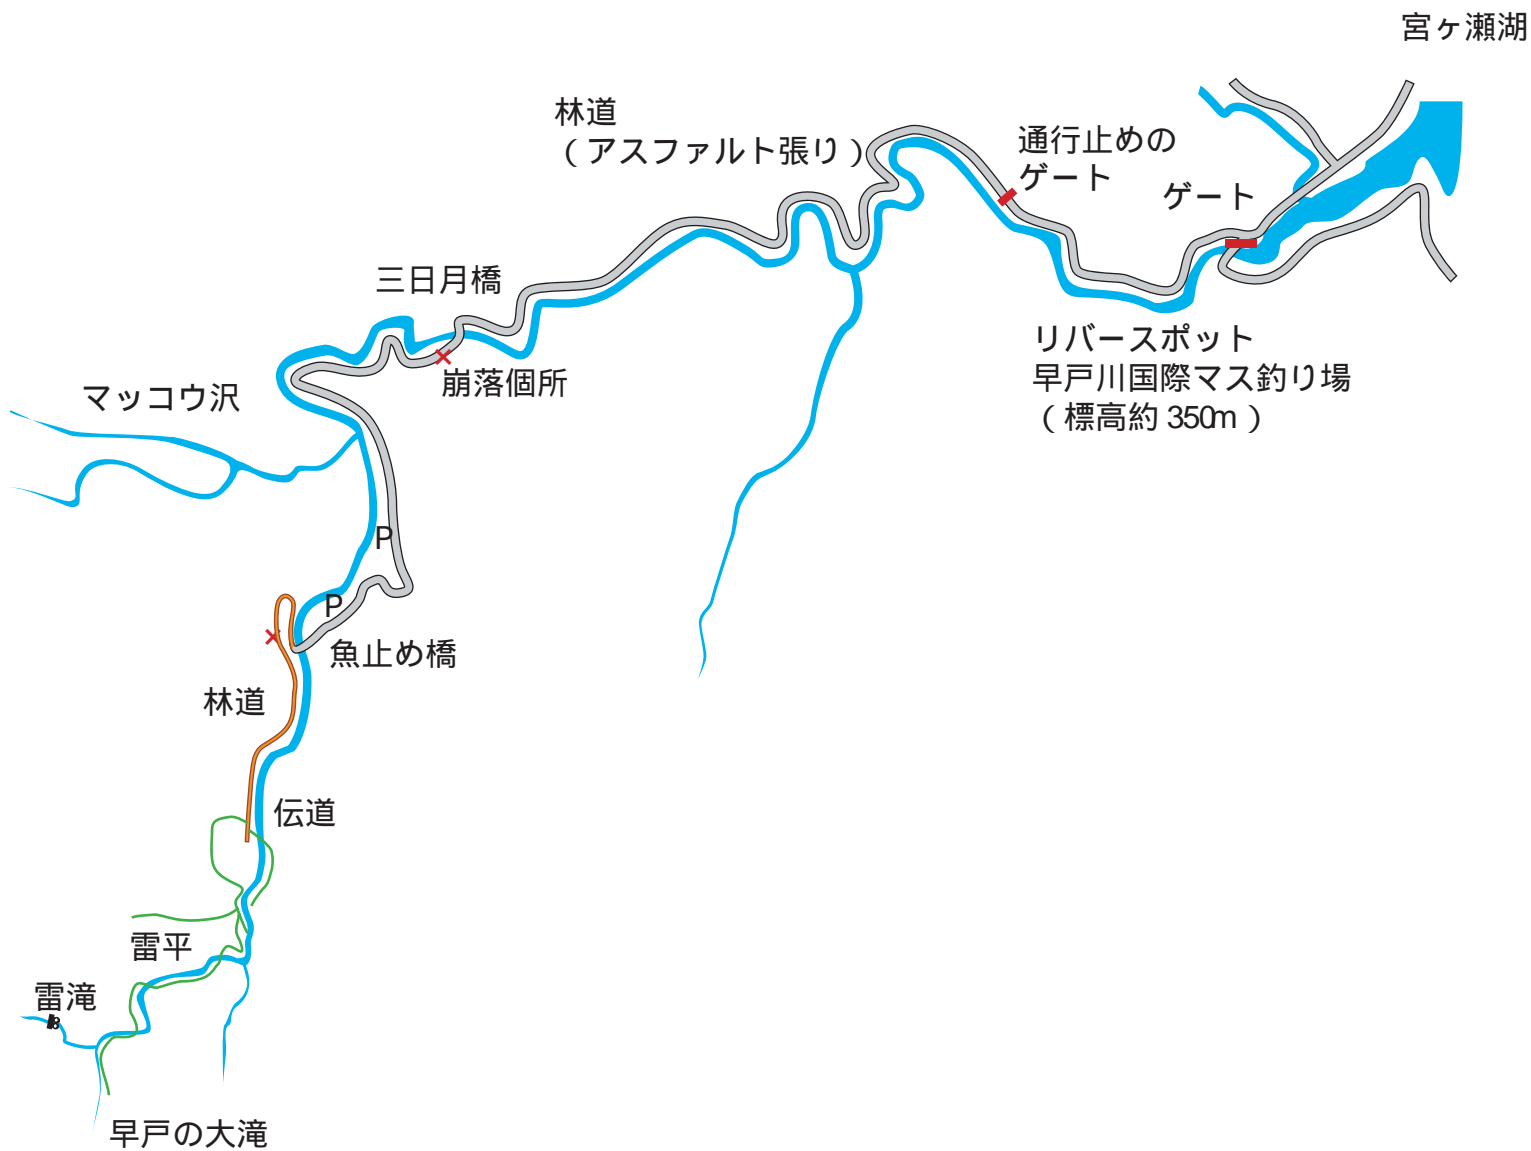 宮ヶ瀬湖
林道
（アスファルト張り）
通行止めの
ゲート
ゲート
三日月橋
崩落個所
リバースポット
早戸川国際マス釣り場
（標高約 350m ）
マッコウ沢
P
P
魚止め橋
林道
伝道
雷平
雷滝
早戸の大滝